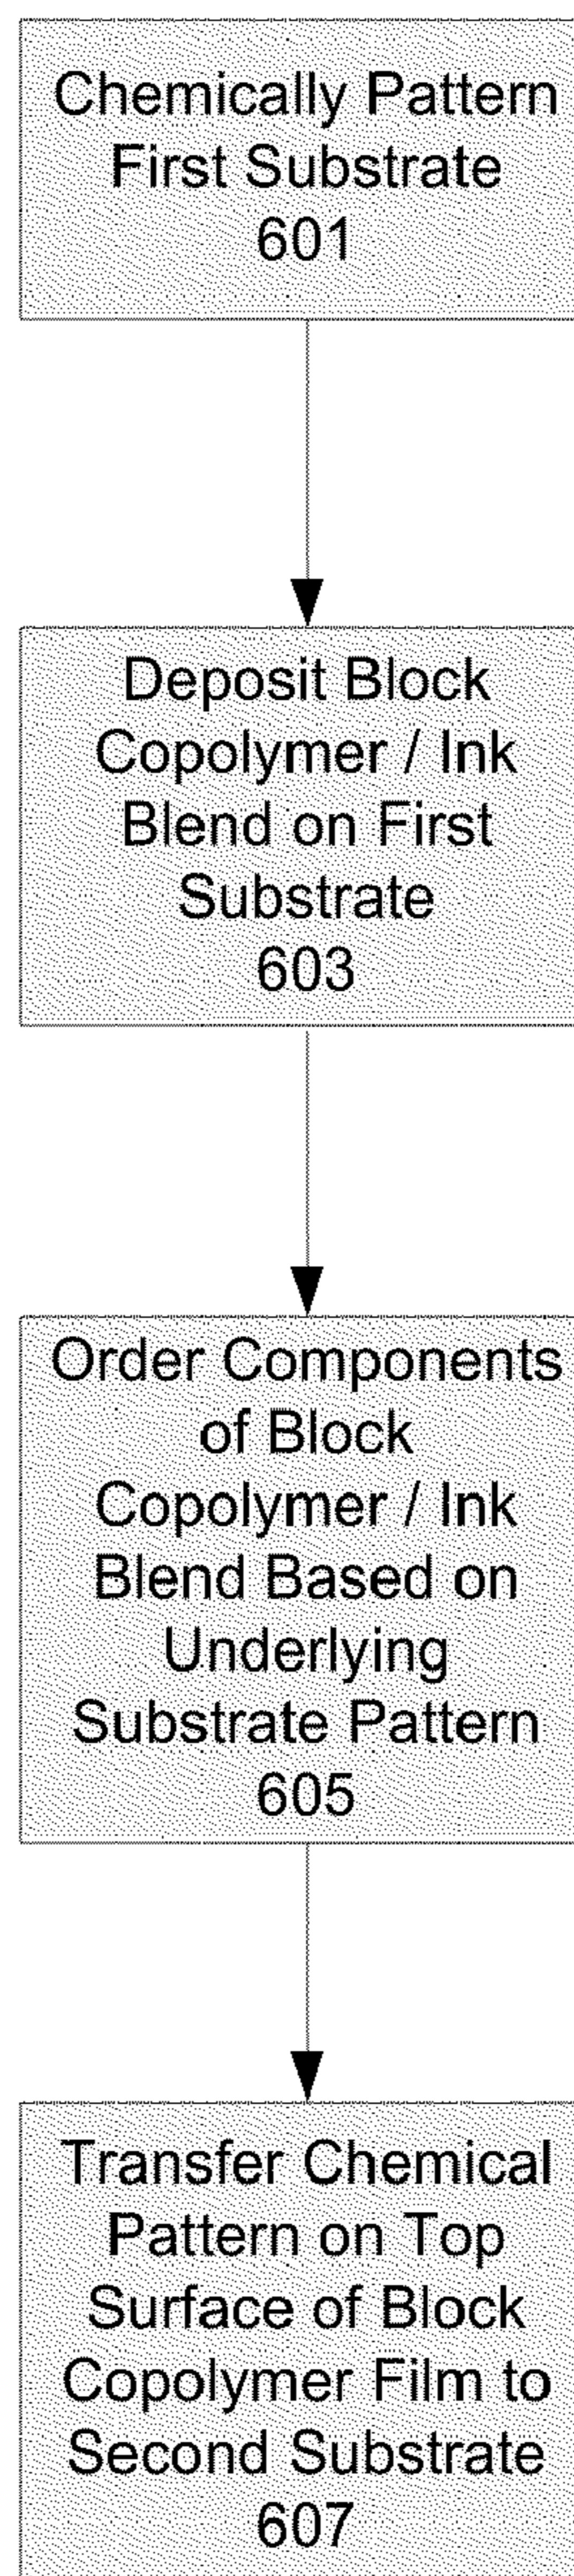 Chemically Pattern
First Substrate
601
Deposit Block
Copolymer / Ink
Blend on First
Substrate
603
Order Components
of Block
Copolymer / Ink
Blend Based on
Underlying
Substrate Pattern
605
Transfer Chemical
Pattern on Top
Surface of Block
Copolymer Film to
Second Substrate
607